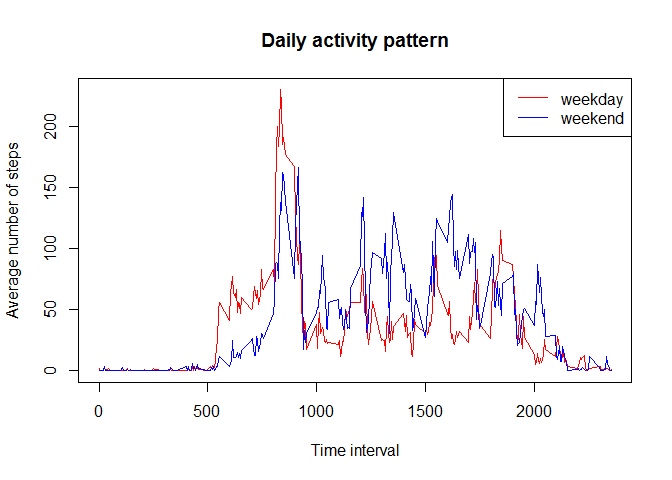 Daily activity pattern
weekday
weekend
Average number of steps
200
150
100
50
0
0 500 1000 1500 2000
Time interval